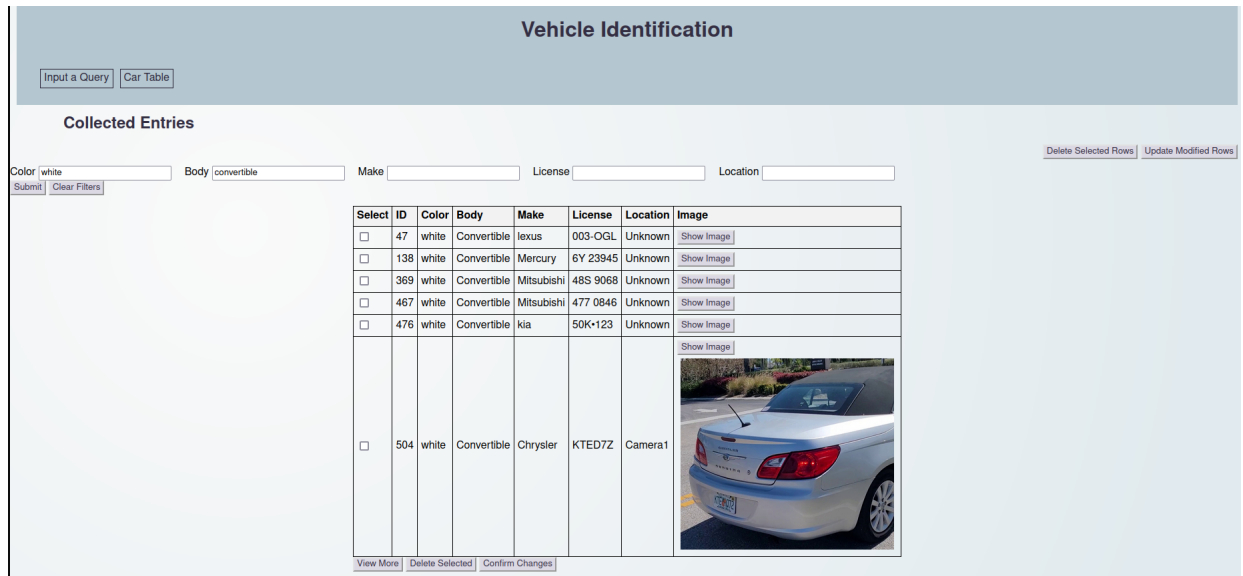 Vehicle Identification
Input a Query Car Table
Collected Entries
Delete Selected Rows Update Modified Rows
Color white Body convertible Make License Location
Submit Clear Filters
Select ID Color Body Make License Location Image
47 white Convertible lexus 003-OGL Unknown Show Image
138 white Convertible Mercury 6Y 23945 Unknown Show Image
369 white Convertible Mitsubishi 48S 9068 Unknown Show Image
467 white Convertible Mitsubishi 477 0846 Unknown Show Image
476 white Convertible kia 50K•123 Unknown Show Image
Show Image
504 white Convertible Chrysler KTED7Z Camera1
View More Delete Selected Confirm Changes